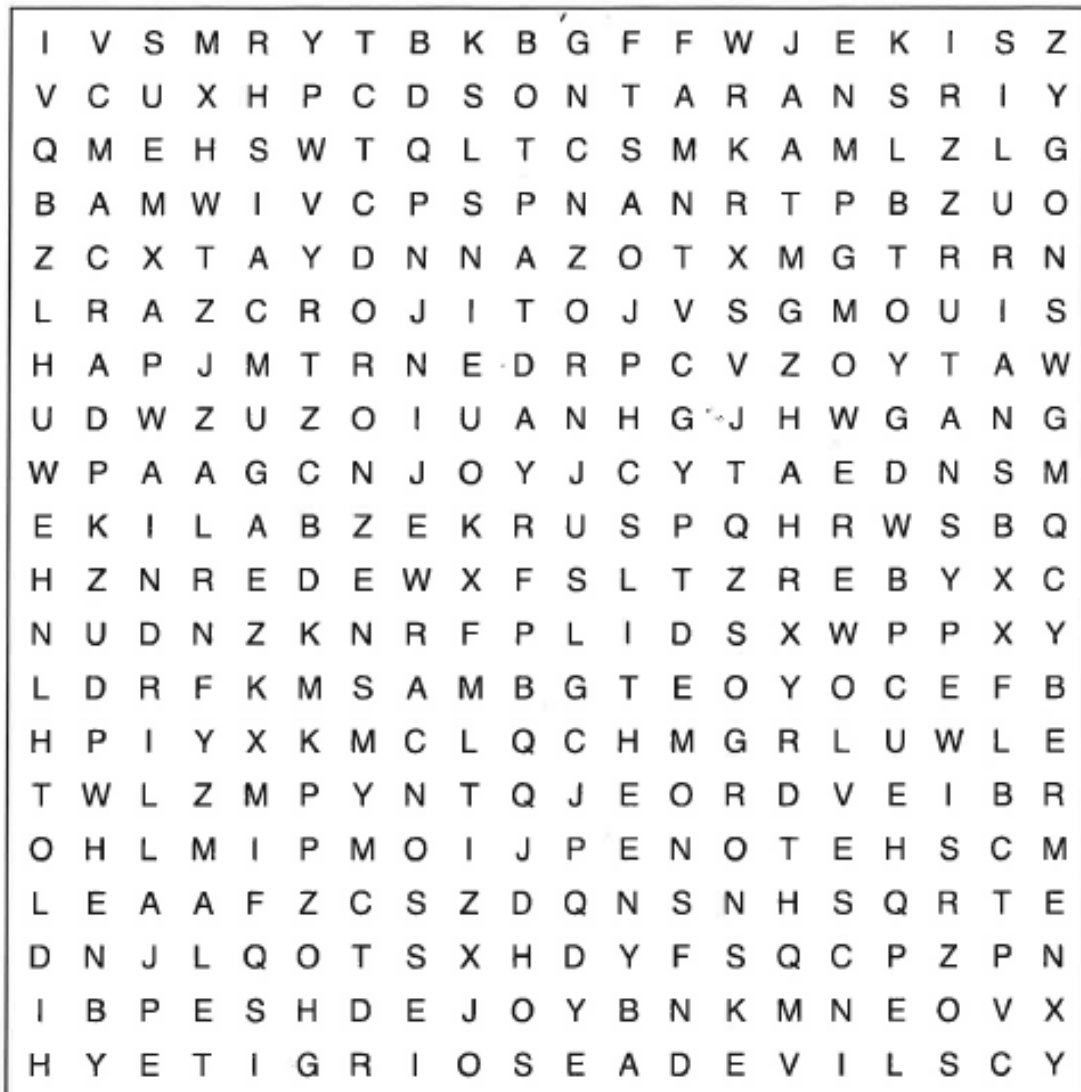 I V S M R Y T B K B G F F W J E K I S Z
V C U X H P C D S O N T A R A N S R I Y
Q M E H S W T Q L T C S M K A M L Z L G
B A M W I V C P S P N A N R T P B Z U O
Z C X T A Y D N N A Z O T X M G T R R N
L R A Z C R O J I T O J V S G M O U I S
H A P J M T R N E D R P C V Z O Y T A W
U D W Z U Z O I U A N H G J H W G A N G
W P A A G C N J O Y J C Y T A E D N S M
E K I L A B Z E K R U S P Q H R W S B Q
H Z N R E D E W X F S L T Z R E B Y X C
N U D N Z K N R F P L I D S X W P P X Y
L D R F K M S A M B G T E O Y O C E F B
H P I Y X K M C L Q C H M G R L U W L E
T W L Z M P Y N T Q J E O R D V E I B R
O H L M I P M O I J P E N O T E H S C M
L E A A F Z C S Z D Q N S N H S Q R T E
D N J L Q O T S X H D Y F S Q C P Z P N
I B P E S H D E J O Y B N K M N E O V X
H Y E T I G R I O S E A D E V I L S C Y